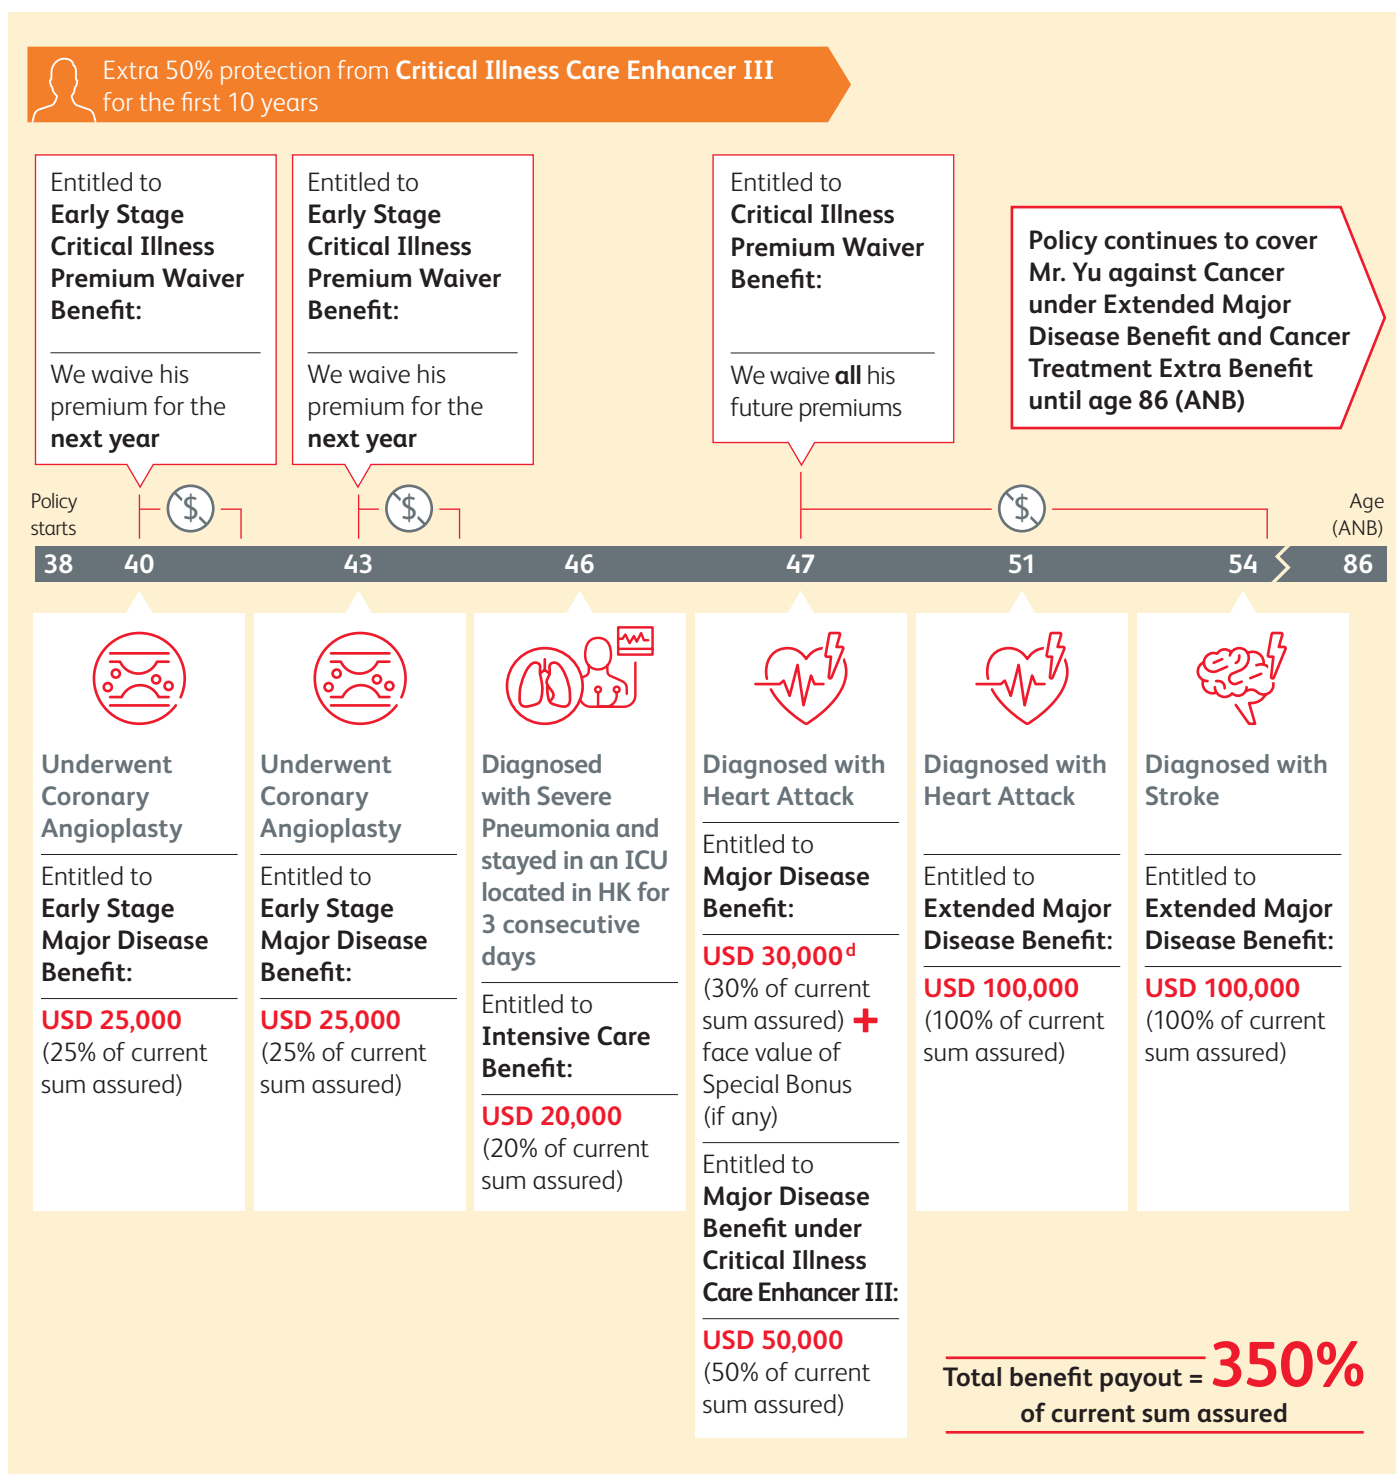 Extra 50% protection from Critical Illness Care Enhancer III
for the first 10 years
Entitled to
Early Stage
Critical Illness
Premium Waiver
Benefit:
We waive his
premium for the
next year
Entitled to
Early Stage
Critical Illness
Premium Waiver
Benefit:
We waive his
premium for the
next year
Entitled to
Critical Illness
Premium Waiver
Benefit:
We waive all his
future premiums
Policy continues to cover
Mr. Yu against Cancer
under Extended Major
Disease Benefit and Cancer
Treatment Extra Benefit
until age 86 (ANB)
Policy
starts
$
$
$
Age
(ANB)
38 40 43 46 47 51 54 86
Underwent
Coronary
Angioplasty
Entitled to
Early Stage
Major Disease
Benefit:
USD 25,000
(25% of current
sum assured)
Underwent
Coronary
Angioplasty
Entitled to
Early Stage
Major Disease
Benefit:
USD 25,000
(25% of current
sum assured)
Diagnosed
with Severe
Pneumonia and
stayed in an ICU
located in HK for
3 consecutive
days
Entitled to
Intensive Care
Benefit:
USD 20,000
(20% of current
sum assured)
Diagnosed with
Heart Attack
Entitled to
Major Disease
Benefit:
USD 30,000 d
(30% of current
sum assured) +
face value of
Special Bonus
(if any)
Entitled to
Major Disease
Benefit under
Critical Illness
Care Enhancer III:
USD 50,000
(50% of current
sum assured)
Diagnosed with
Heart Attack
Entitled to
Extended Major
Disease Benefit:
USD 100,000
(100% of current
sum assured)
Diagnosed with
Stroke
Entitled to
Extended Major
Disease Benefit:
USD 100,000
(100% of current
sum assured)
Total benefit payout = 350%
of current sum assured